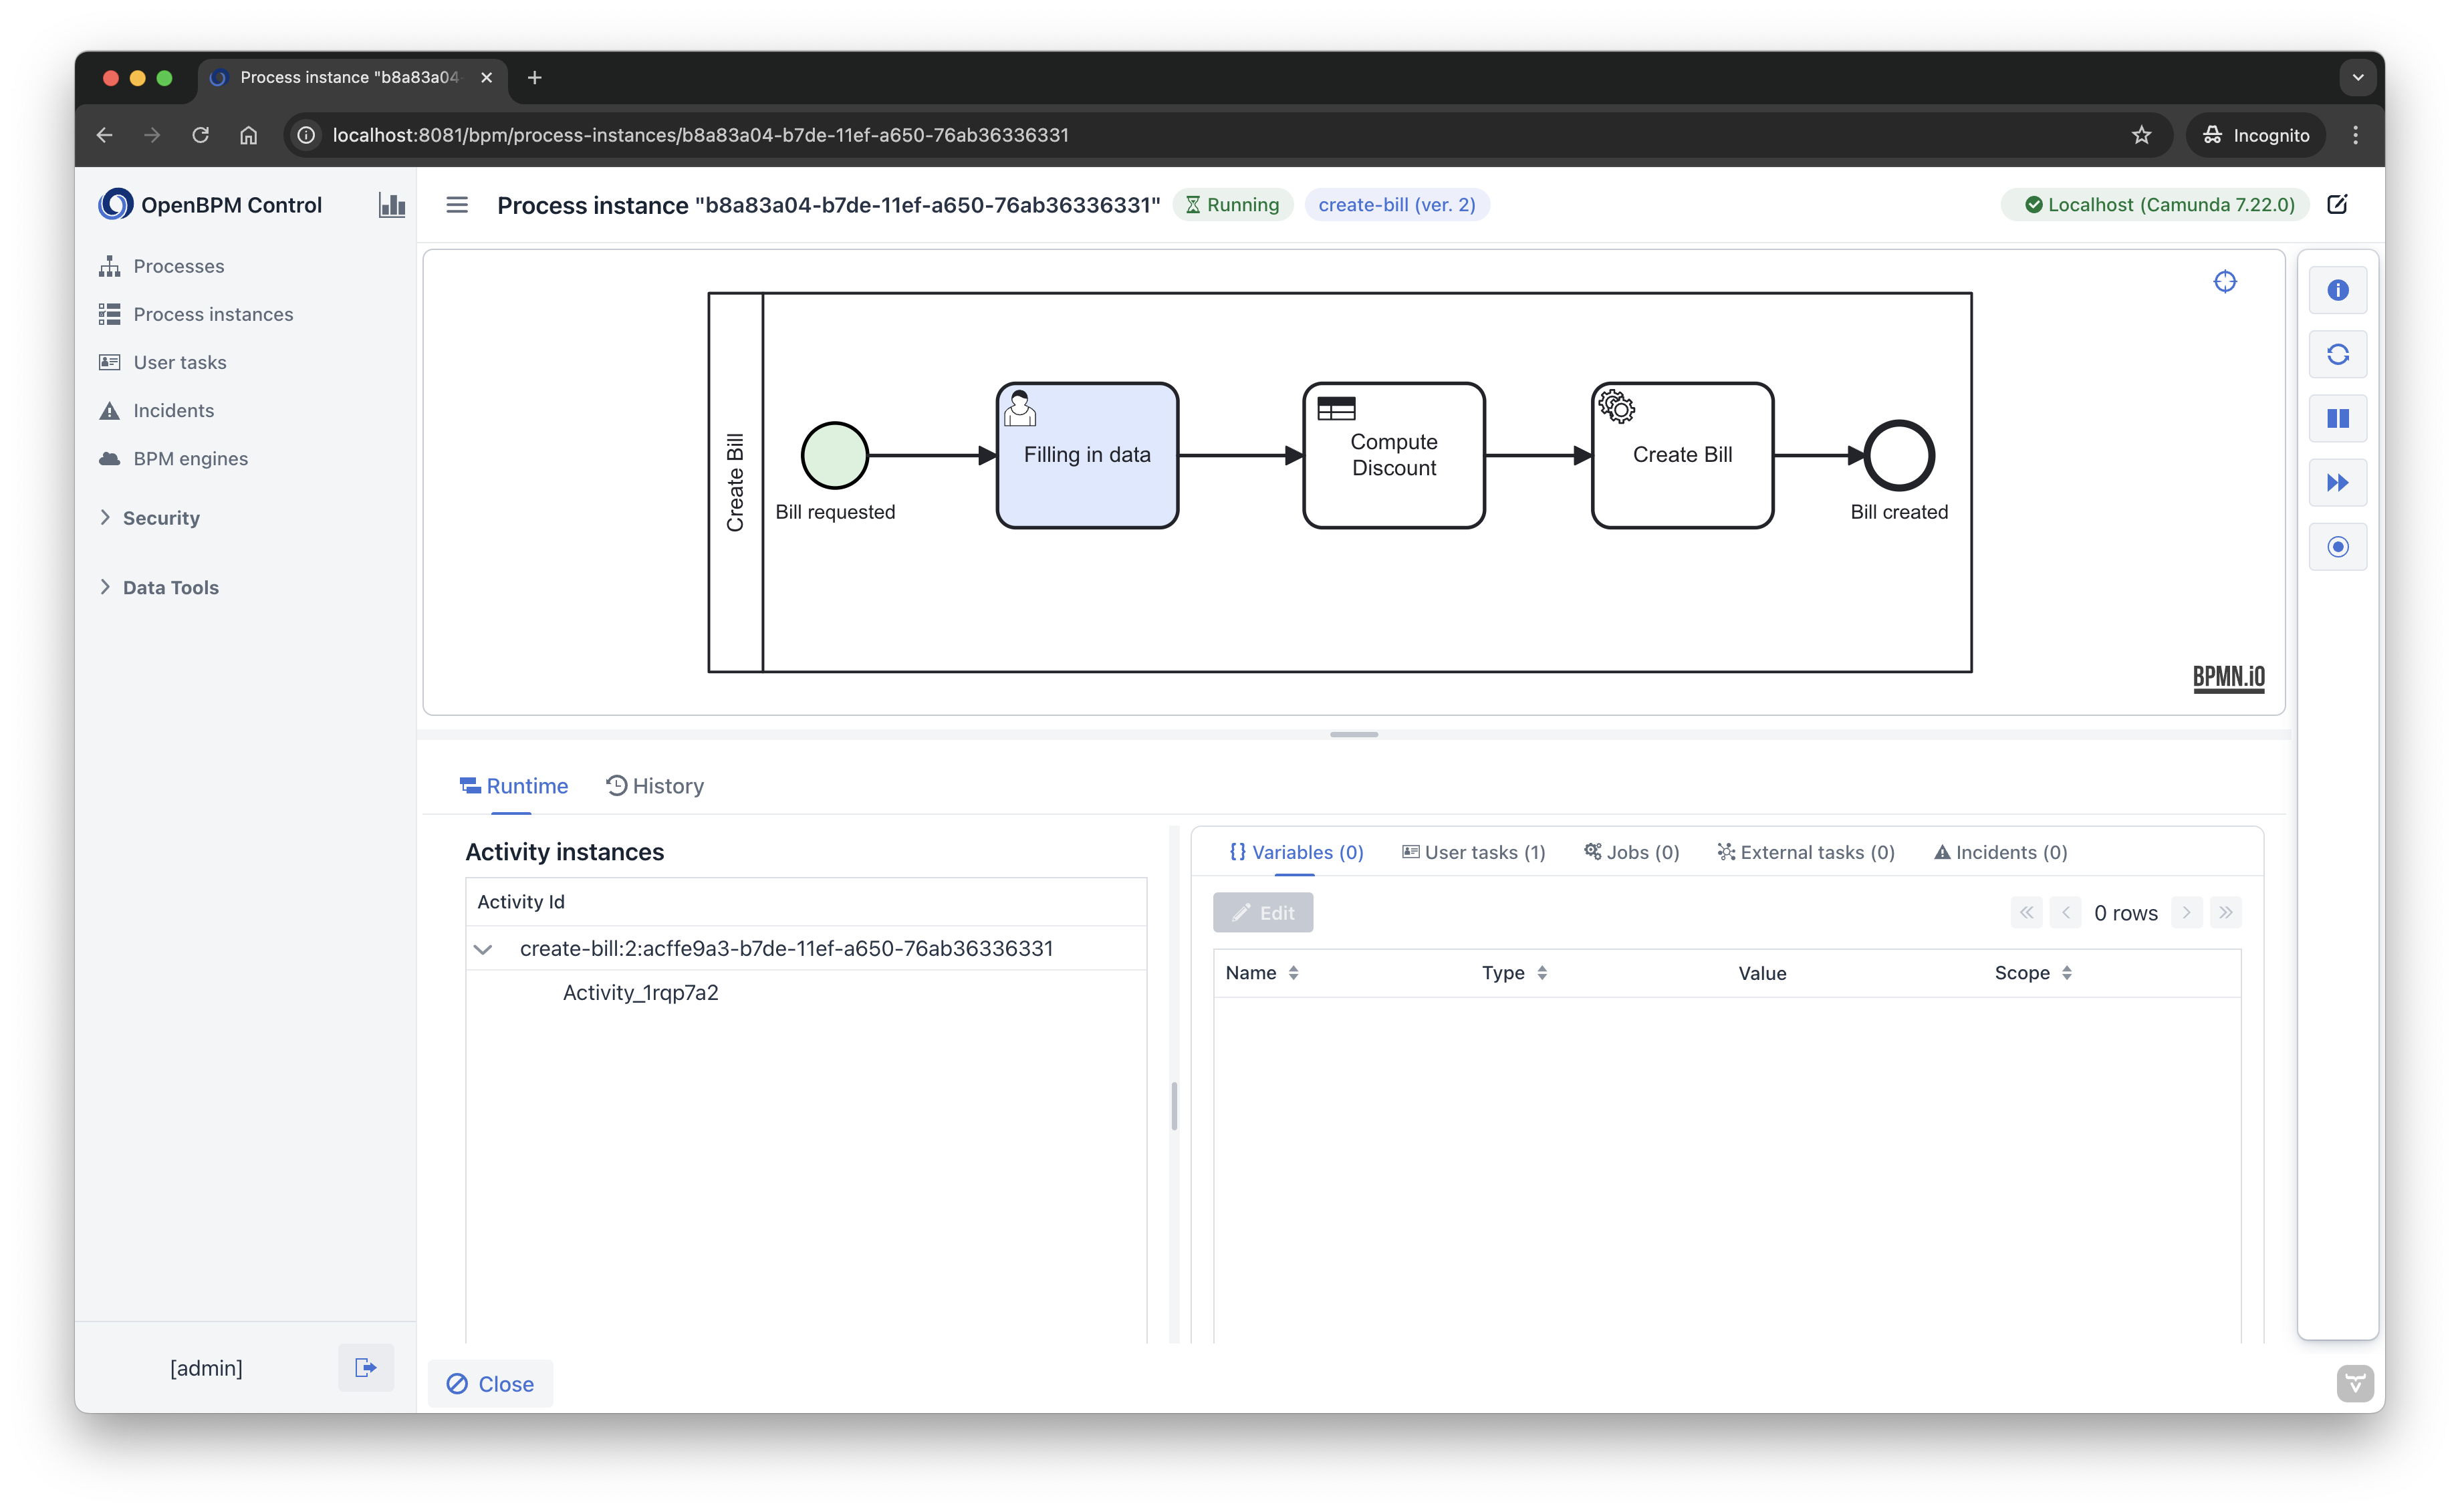 Process instance "b8a83a04-
localhost:8081/bpm/process-instances/b8a83a04-b7de-11ef-a650-76ab36336331
Incognito
OpenBPM Control
Process instance "b8a83a04-b7de-11ef-a650-76ab36336331"
Running
create-bill (ver. 2)
Localhost (Camunda 7.22.0)
Processes
Process instances
User tasks
Incidents
BPM engines
Security
Data Tools
Create Bill
Bill requested
Filling in data
Compute
Discount
Create Bill
Bill created
BPMN.iO
Runtime
History
Activity instances
Activity Id
create-bill:2:acffe9a3-b7de-11ef-a650-76ab36336331
Activity_1rqp7a2
{} Variables (0)
User tasks (1)
Jobs (0)
External tasks (0)
Incidents (0)
Edit
0 rows
Name
Type
Value
Scope
[admin]
Close